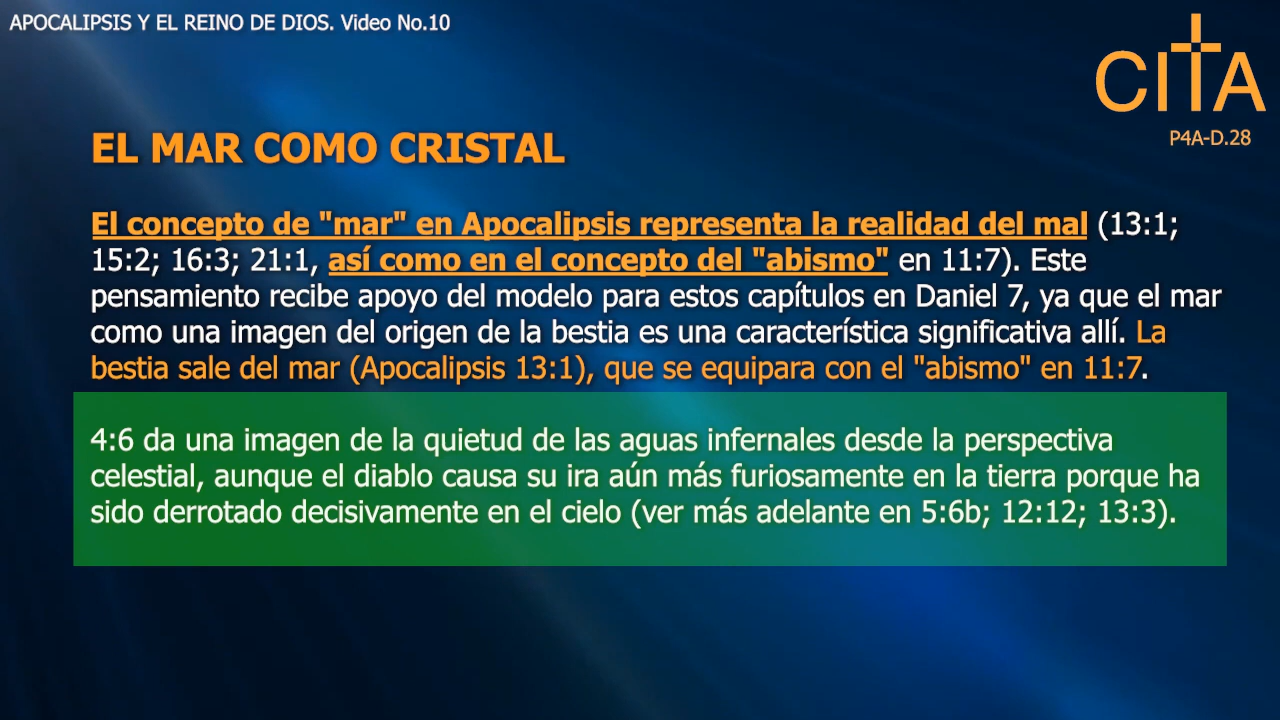 APOCALIPSIS Y EL REINO DE DIOS. Video No.10
CITA
P4A-D.28
EL MAR COMO CRISTAL
El concepto de "mar" en Apocalipsis representa la realidad del mal (13:1;
15:2; 16:3; 21:1, así como en el concepto del "abismo" en 11:7). Este
pensamiento recibe apoyo del modelo para estos capítulos en Daniel 7, ya que el mar
como una imagen del origen de la bestia es una característica significativa allí. La
bestia sale del mar (Apocalipsis 13:1), que se equipara con el "abismo" en 11:7.
4:6 da una imagen de la quietud de las aguas infernales desde la perspectiva
celestial, aunque el diablo causa su ira aún más furiosamente en la tierra porque ha
sido derrotado decisivamente en el cielo (ver más adelante en 5:6b; 12:12; 13:3).